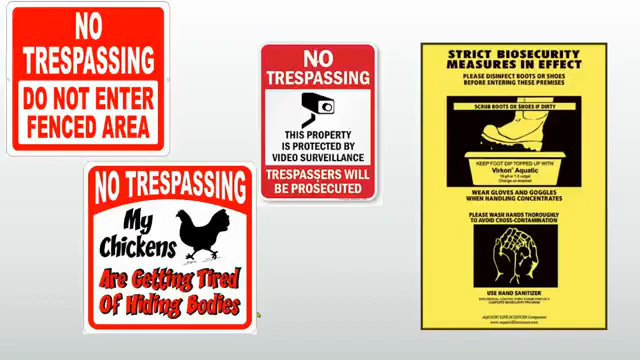 NO
TRESPASSING
DO NOT ENTER
FENCED AREA
NO TRESPASSING
My
Chickens
Are Getting Tired
Of Hiding Bodies
NO
TRESPASSING
THIS PROPERTY
IS PROTECTED BY
VIDEO SURVEILLANCE
TRESPASSERS WILL
BE PROSECUTED
STRICT BIOSECURITY
MEASURES IN EFFECT
PLEASE DISINFECT BOOTS OR SHOES
BEFORE ENTERING THESE PREMISES
SCRUB BOOTS OR SHOES IF DIRTY
KEEP FOOT DIP TOPPED UP WITH
Virkon® Aquatic
WEAR GLOVES AND GOGGLES
WHEN HANDLING CONCENTRATES
PLEASE WASH HANDS THOROUGHLY
TO AVOID CROSS-CONTAMINATION
USE HAND SANITIZER